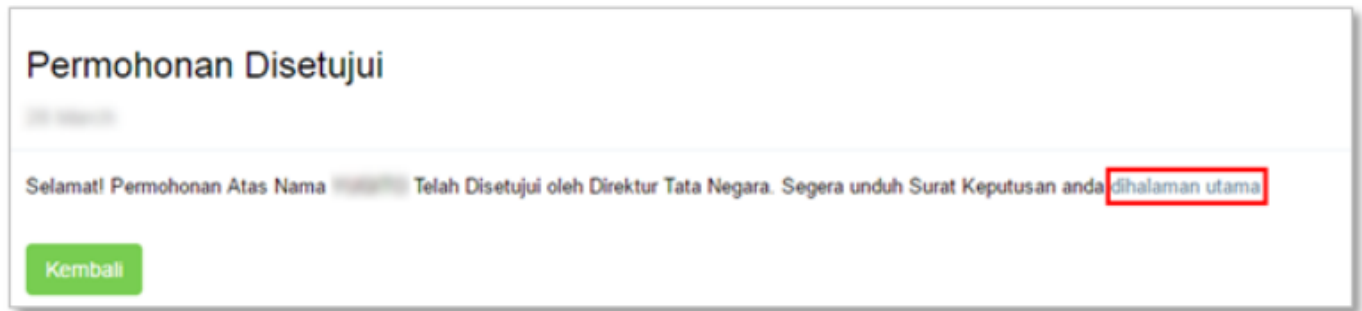 Permohonan Disetujui
Selamat! Permohonan Atas Nama Telah Disetujui oleh Direktur Tata Negara. Segera unduh Surat Keputusan anda dihalaman utama
Kembali